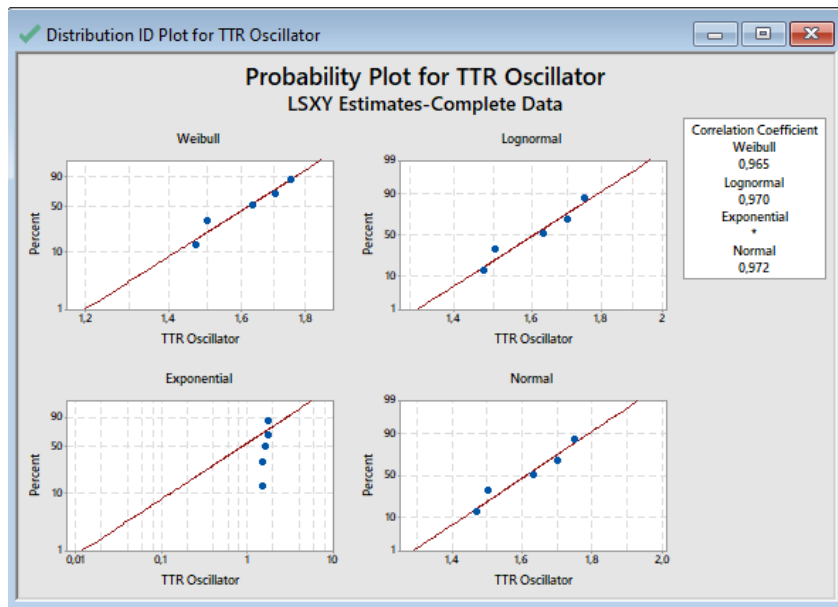 Distribution ID Plot for TTR Oscillator
Probability Plot for TTR Oscillator
LSXY Estimates-Complete Data
Weibull
Percent
90
50
10
1
1,2
1,4
1,6
1,8
TTR Oscillator
Lognormal
Percent
99
90
50
10
1
1,4
1,6
1,8
2
TTR Oscillator
Correlation Coefficient
Weibull
0,965
Lognormal
0,970
Exponential
*
Normal
0,972
Exponential
Percent
90
50
10
1
0,01
0,1
1
10
TTR Oscillator
Normal
Percent
99
90
50
10
1
1,4
1,6
1,8
2,0
TTR Oscillator